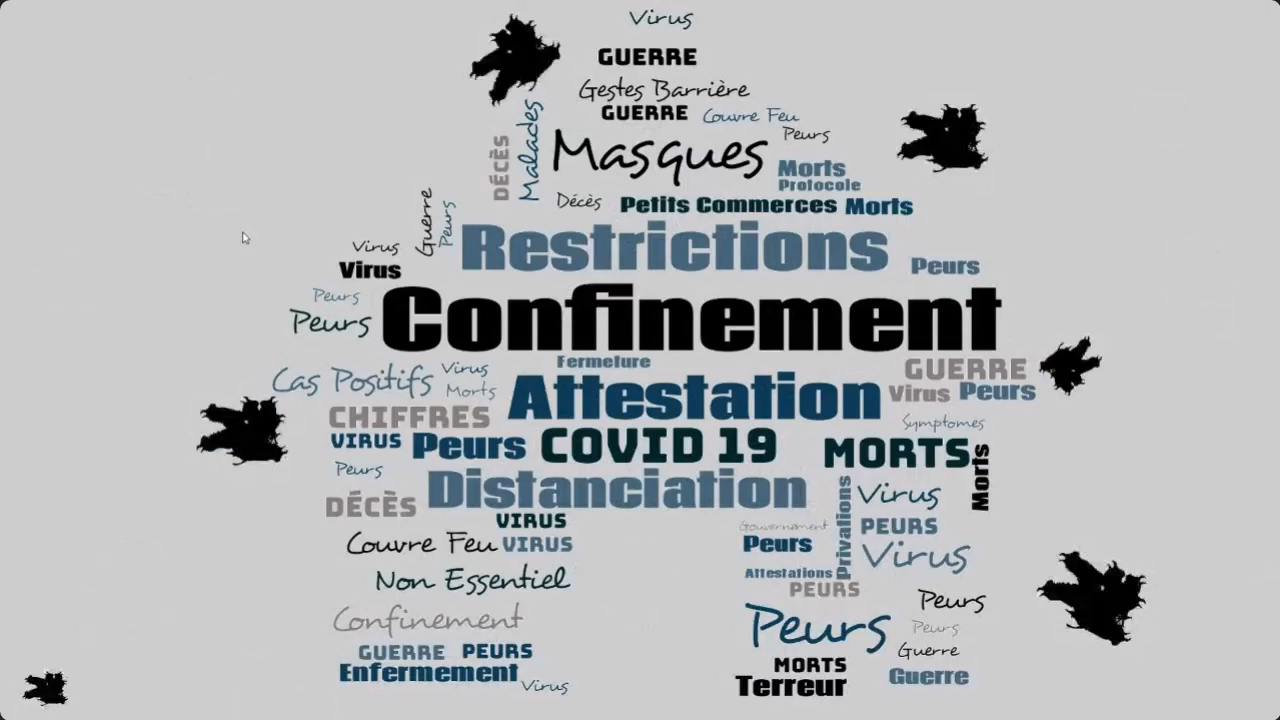 Virus
GUERRE
Gestes Barrière
GUERRE Couvre Feu
Peurs
DÉCÈS Malades Masques Morts
Protocole
Décès Petits Commerces Morts
Guerre Peurs Restrictions Peurs
Virus
Virus
Peurs
Peurs Confinement
Fermeture
Cas Positifs Virus Morts Attestation GUERRE
Virus Peurs
CHIFFRES Symptomes
VIRUS Peurs COVID 19 MORTS Morts
Peurs
DÉCÈS Distanciation Privations Virus
VIRUS Gouvernement PEURS
Couvre Feu VIRUS Peurs Virus
Non Essentiel Attestations
PEURS
Peurs
Confinement Peurs Peurs
GUERRE PEURS Guerre
Enfermement MORTS Guerre
Virus Terreur